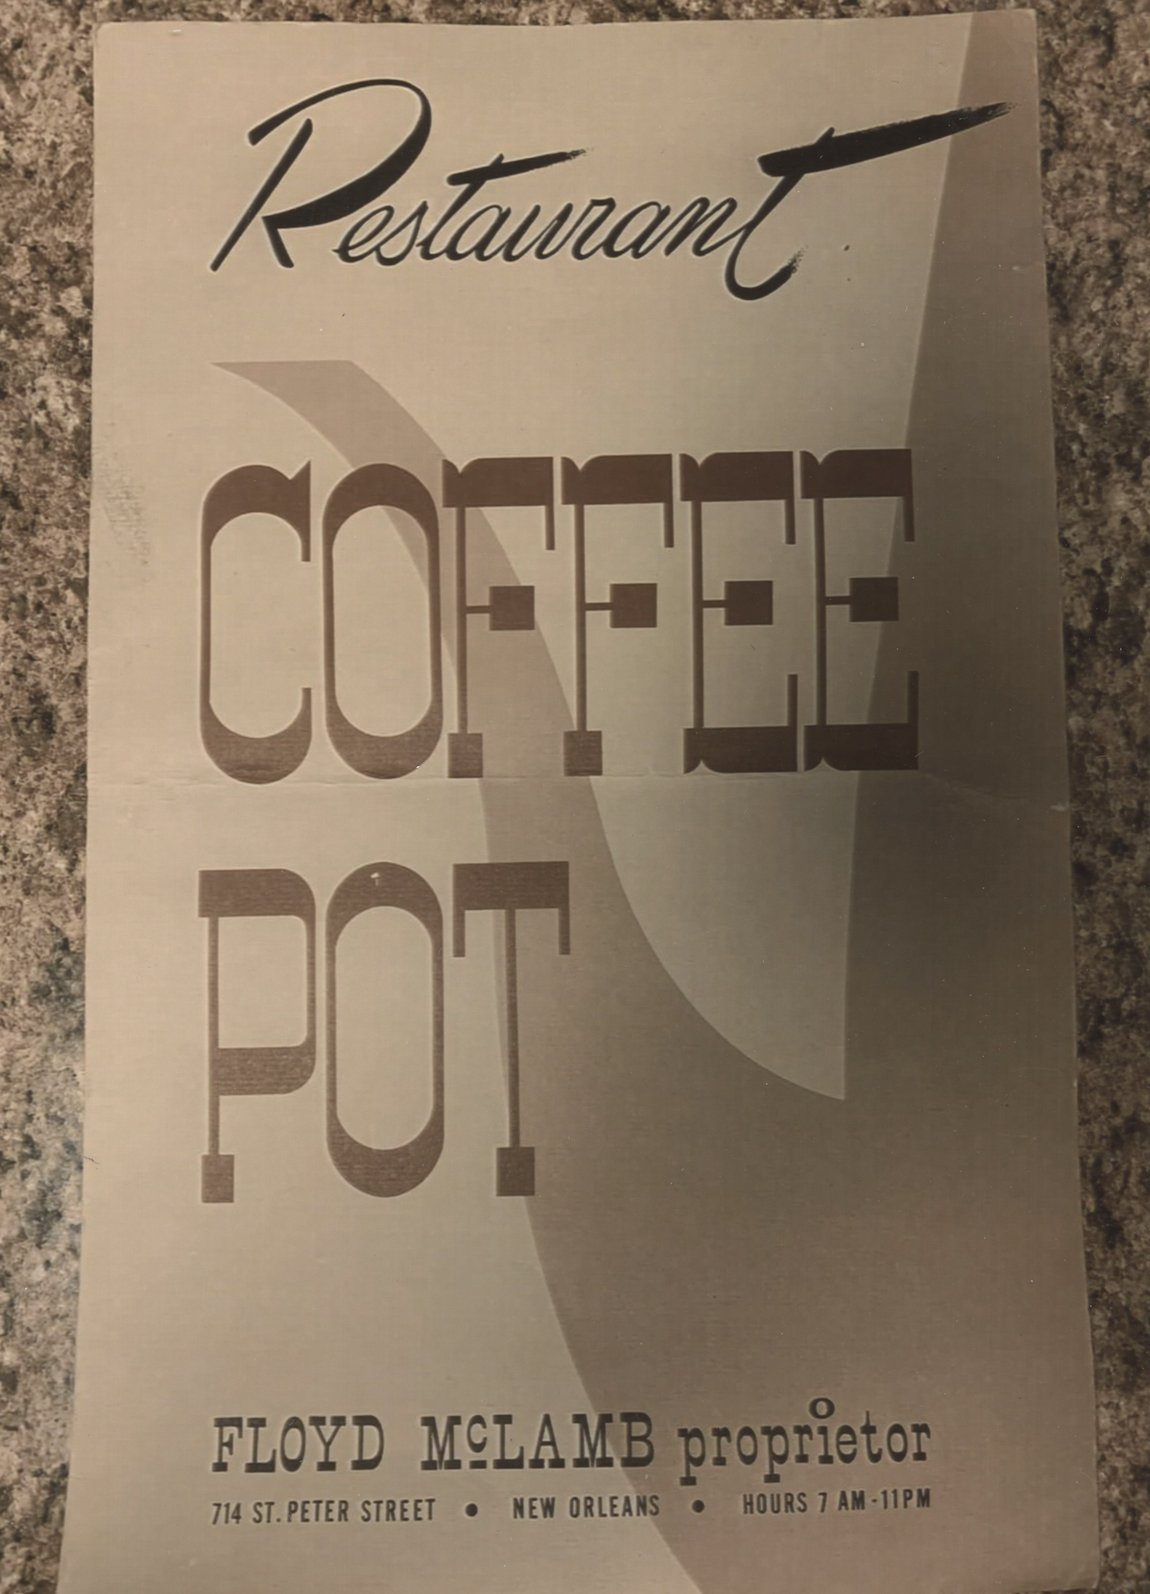 Restaurant
COFFEE
POT
FLOYD McLAMB proprietor
714 ST. PETER STREET • NEW ORLEANS • HOURS 7 AM-11PM